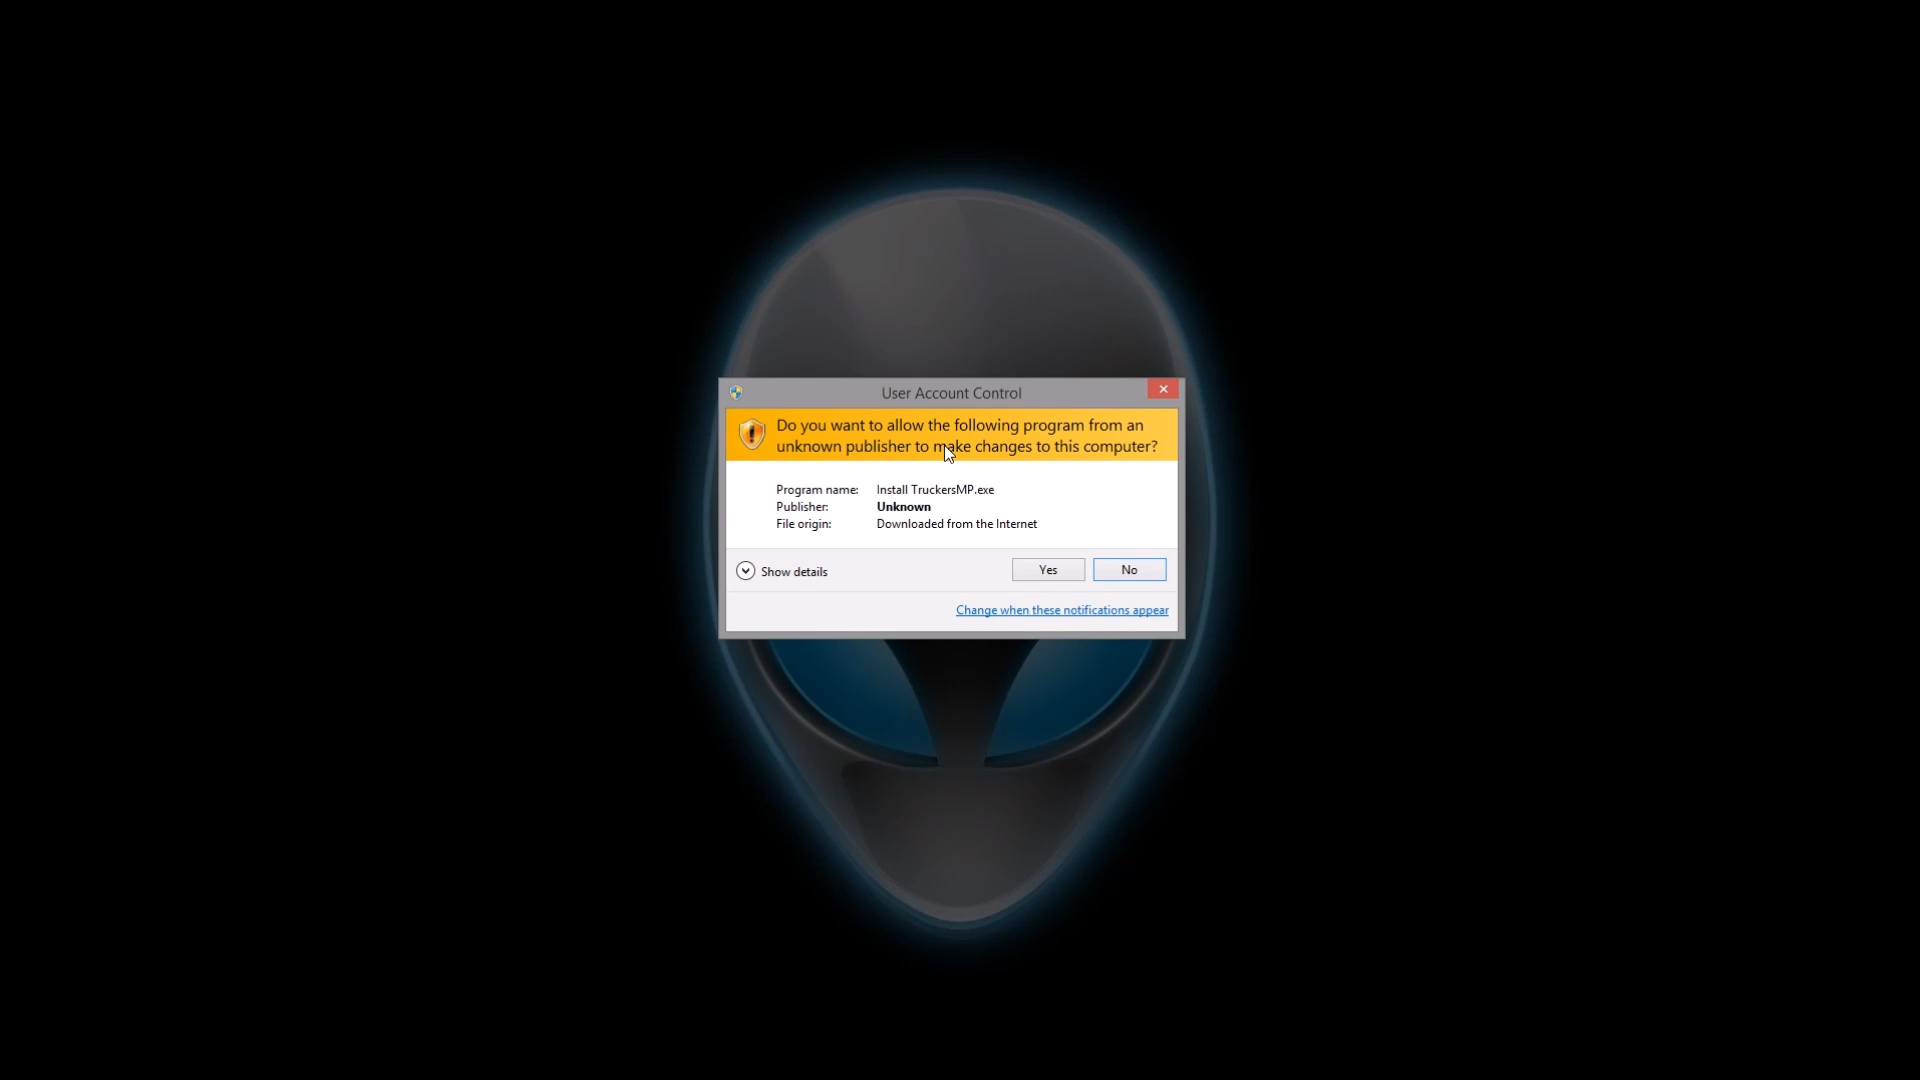 User Account Control
Do you want to allow the following program from an
unknown publisher to make changes to this computer?
Program name: Install TruckersMP.exe
Publisher: Unknown
File origin: Downloaded from the Internet
Show details Yes No
Change when these notifications appear